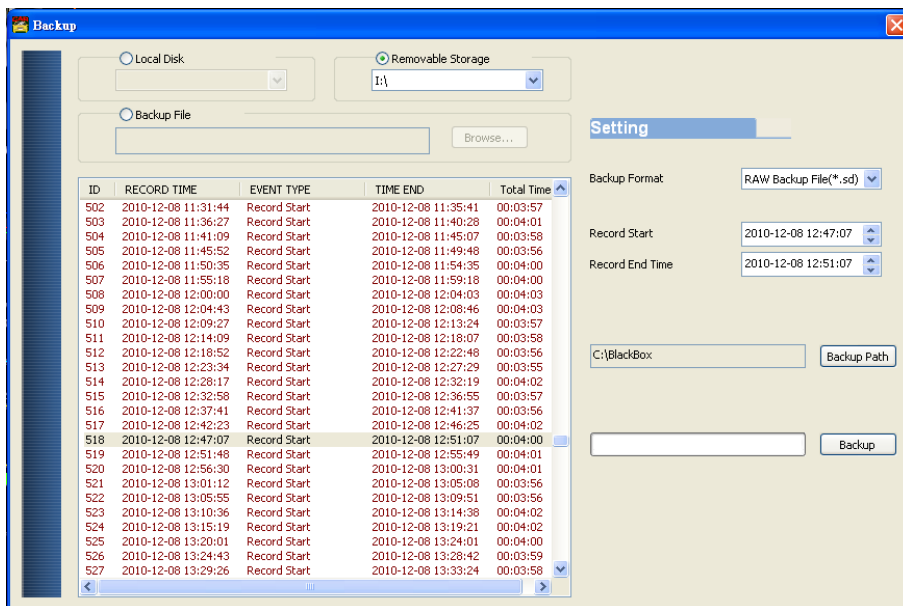 Backup
Local Disk
Removable Storage
I:\
Backup File
Browse...
Setting
Backup Format
RAW Backup File(*.sd)
Record Start
2010-12-08 12:47:07
Record End Time
2010-12-08 12:51:07
C:\BlackBox
Backup Path
Backup
ID RECORD TIME EVENT TYPE TIME END Total Time
502 2010-12-08 11:31:44 Record Start 2010-12-08 11:35:41 00:03:57
503 2010-12-08 11:36:27 Record Start 2010-12-08 11:40:28 00:04:01
504 2010-12-08 11:41:09 Record Start 2010-12-08 11:45:07 00:03:58
505 2010-12-08 11:45:52 Record Start 2010-12-08 11:49:48 00:03:56
506 2010-12-08 11:50:35 Record Start 2010-12-08 11:54:35 00:04:00
507 2010-12-08 11:55:18 Record Start 2010-12-08 11:59:18 00:04:00
508 2010-12-08 12:00:00 Record Start 2010-12-08 12:04:03 00:04:03
509 2010-12-08 12:04:43 Record Start 2010-12-08 12:08:46 00:04:03
510 2010-12-08 12:09:27 Record Start 2010-12-08 12:13:24 00:03:57
511 2010-12-08 12:14:09 Record Start 2010-12-08 12:18:07 00:03:58
512 2010-12-08 12:18:52 Record Start 2010-12-08 12:22:48 00:03:56
513 2010-12-08 12:23:34 Record Start 2010-12-08 12:27:29 00:03:55
514 2010-12-08 12:28:17 Record Start 2010-12-08 12:32:19 00:04:02
515 2010-12-08 12:32:58 Record Start 2010-12-08 12:36:55 00:03:57
516 2010-12-08 12:37:41 Record Start 2010-12-08 12:41:37 00:03:56
517 2010-12-08 12:42:23 Record Start 2010-12-08 12:46:25 00:04:02
518 2010-12-08 12:47:07 Record Start 2010-12-08 12:51:07 00:04:00
519 2010-12-08 12:51:48 Record Start 2010-12-08 12:55:49 00:04:01
520 2010-12-08 12:56:30 Record Start 2010-12-08 13:00:31 00:04:01
521 2010-12-08 13:01:12 Record Start 2010-12-08 13:05:08 00:03:56
522 2010-12-08 13:05:55 Record Start 2010-12-08 13:09:51 00:03:56
523 2010-12-08 13:10:36 Record Start 2010-12-08 13:14:38 00:04:02
524 2010-12-08 13:15:19 Record Start 2010-12-08 13:19:21 00:04:02
525 2010-12-08 13:20:01 Record Start 2010-12-08 13:24:01 00:04:00
526 2010-12-08 13:24:43 Record Start 2010-12-08 13:28:42 00:03:59
527 2010-12-08 13:29:26 Record Start 2010-12-08 13:33:24 00:03:58